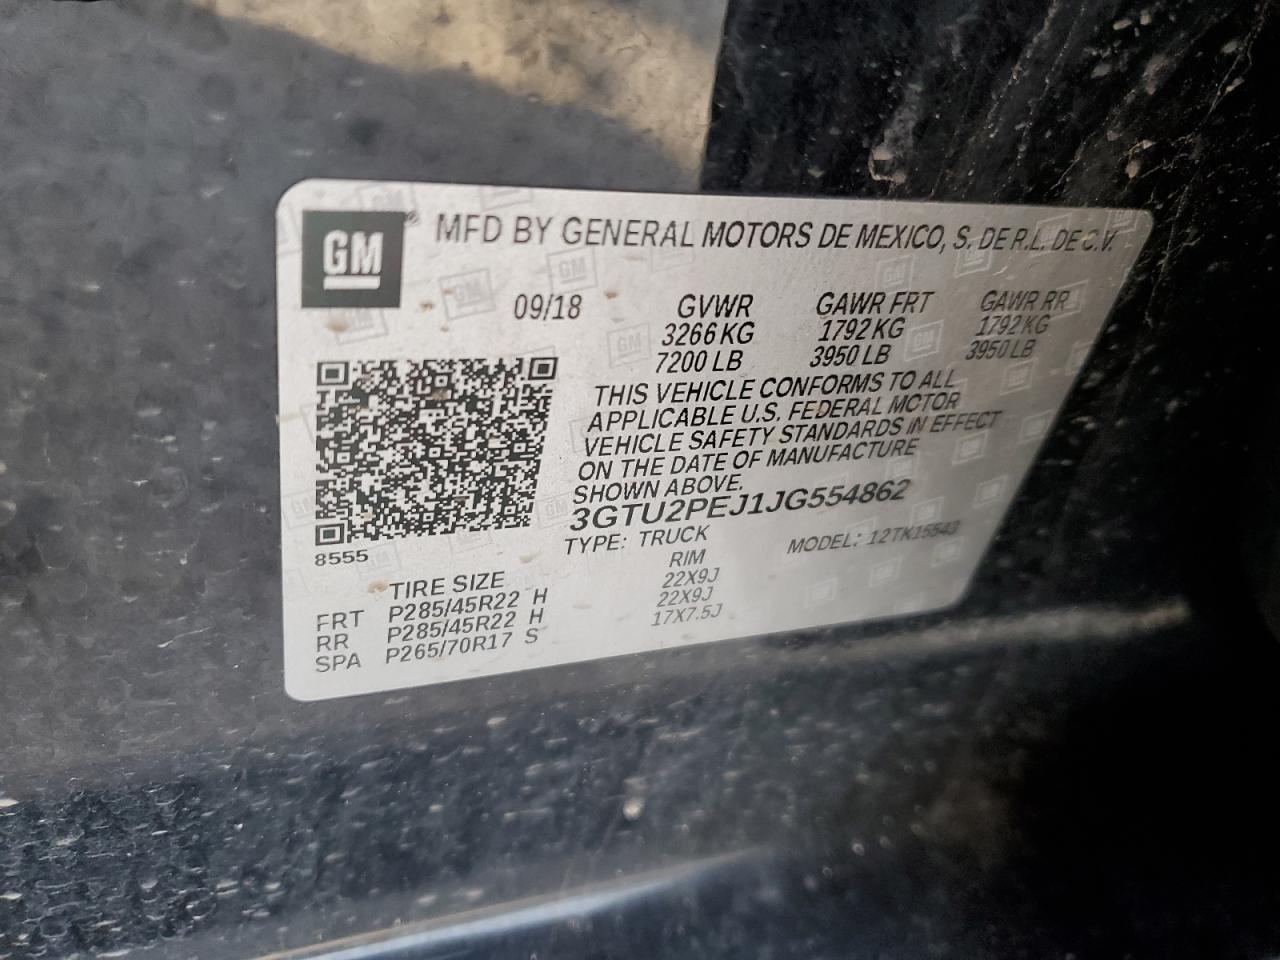 GM® MFD BY GENERAL MOTORS DE MEXICO, S. DE R.L. DE C.V.
09/18 GVWR GAWR FRT GAWR RR
3266 KG 1792 KG 1792 KG
7200 LB 3950 LB 3950 LB
THIS VEHICLE CONFORMS TO ALL
APPLICABLE U.S. FEDERAL MOTOR
VEHICLE SAFETY STANDARDS IN EFFECT
ON THE DATE OF MANUFACTURE
SHOWN ABOVE.
3GTU2PEJ1JG554862
8555 TYPE: TRUCK MODEL: 12TK15543
TIRE SIZE RIM
FRT P285/45R22 H 22X9J
RR P285/45R22 H 22X9J
SPA P265/70R17 S 17X7.5J